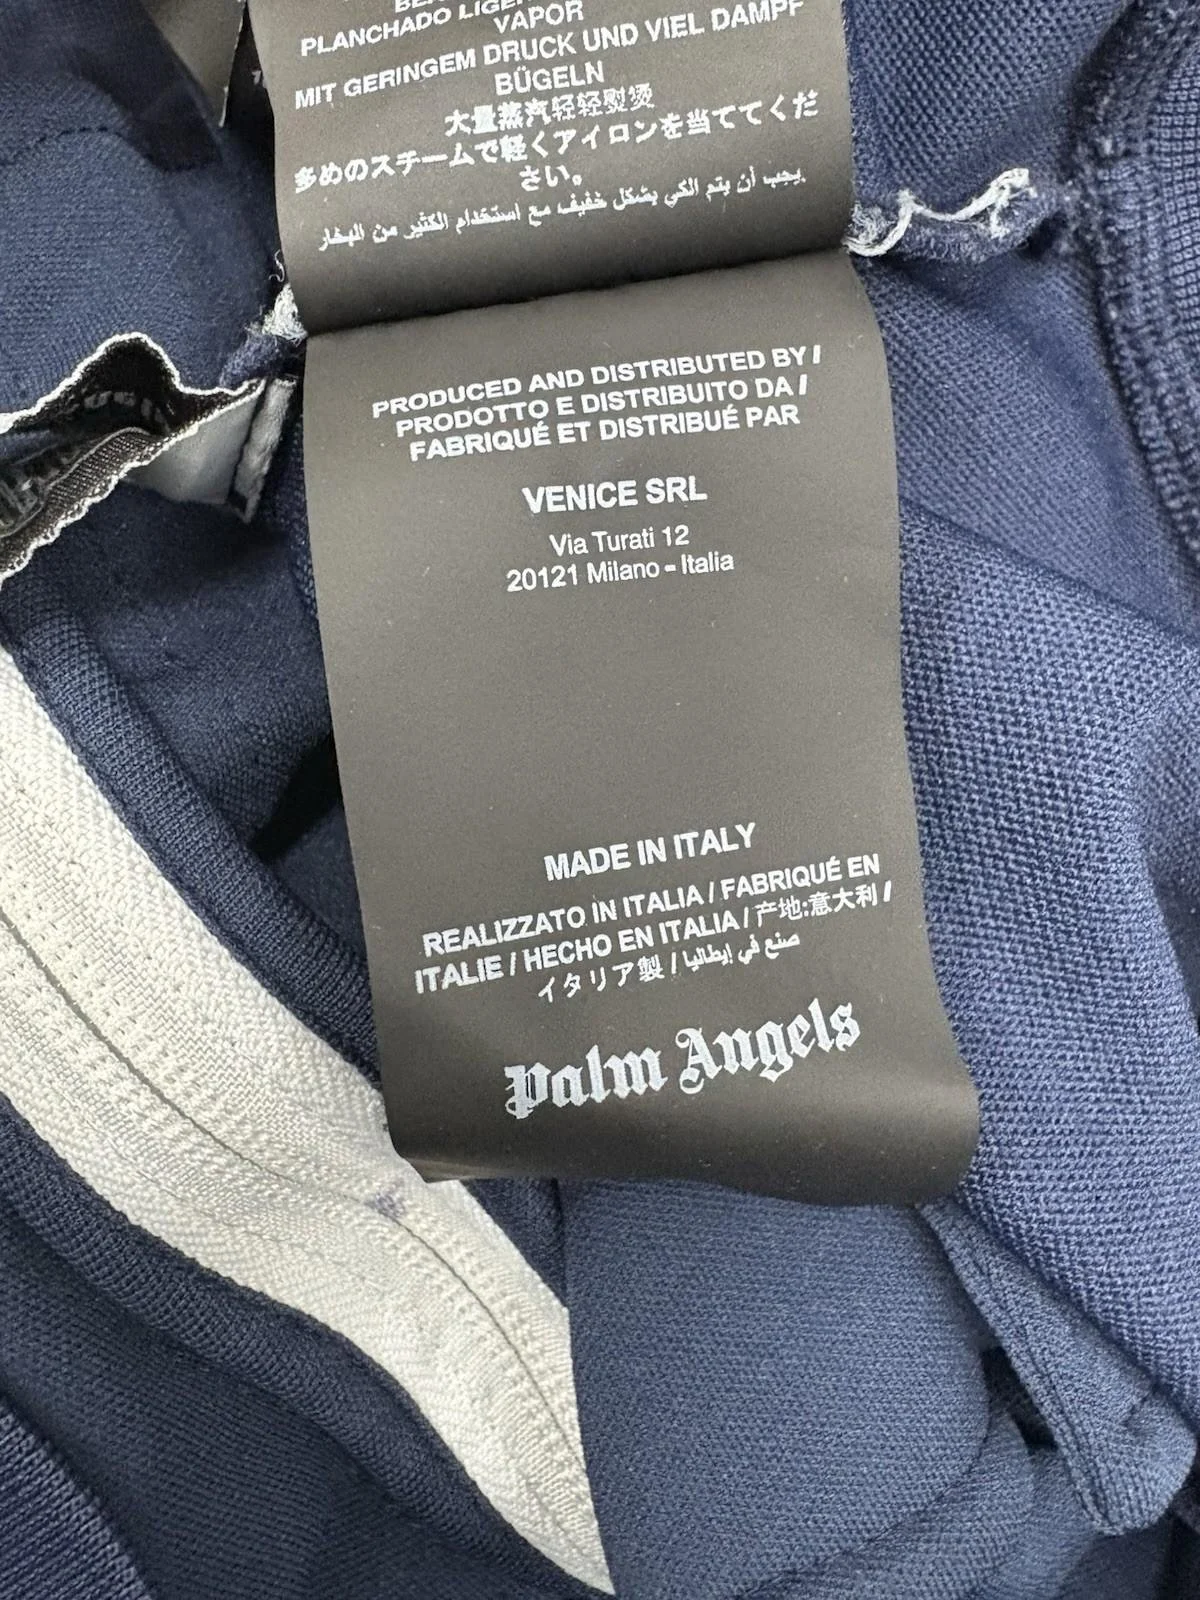 PLANCHADO LIGER
VAPOR
MIT GERINGEM DRUCK UND VIEL DAMPF
BÜGELN
大量蒸汽轻轻熨烫
多めのスチームで軽くアイロンを当ててくだ
さい。
يجب أن يتم الكي بشكل خفيف مع استخدام الكثير من البخار.
PRODUCED AND DISTRIBUTED BY /
PRODOTTO E DISTRIBUITO DA /
FABRIQUÉ ET DISTRIBUÉ PAR
VENICE SRL
Via Turati 12
20121 Milano - Italia
MADE IN ITALY
REALIZZATO IN ITALIA / FABRIQUÉ EN
ITALIE / HECHO EN ITALIA / 产地:意大利 /
イタリア製 / صنع في إيطاليا
Palm Angels